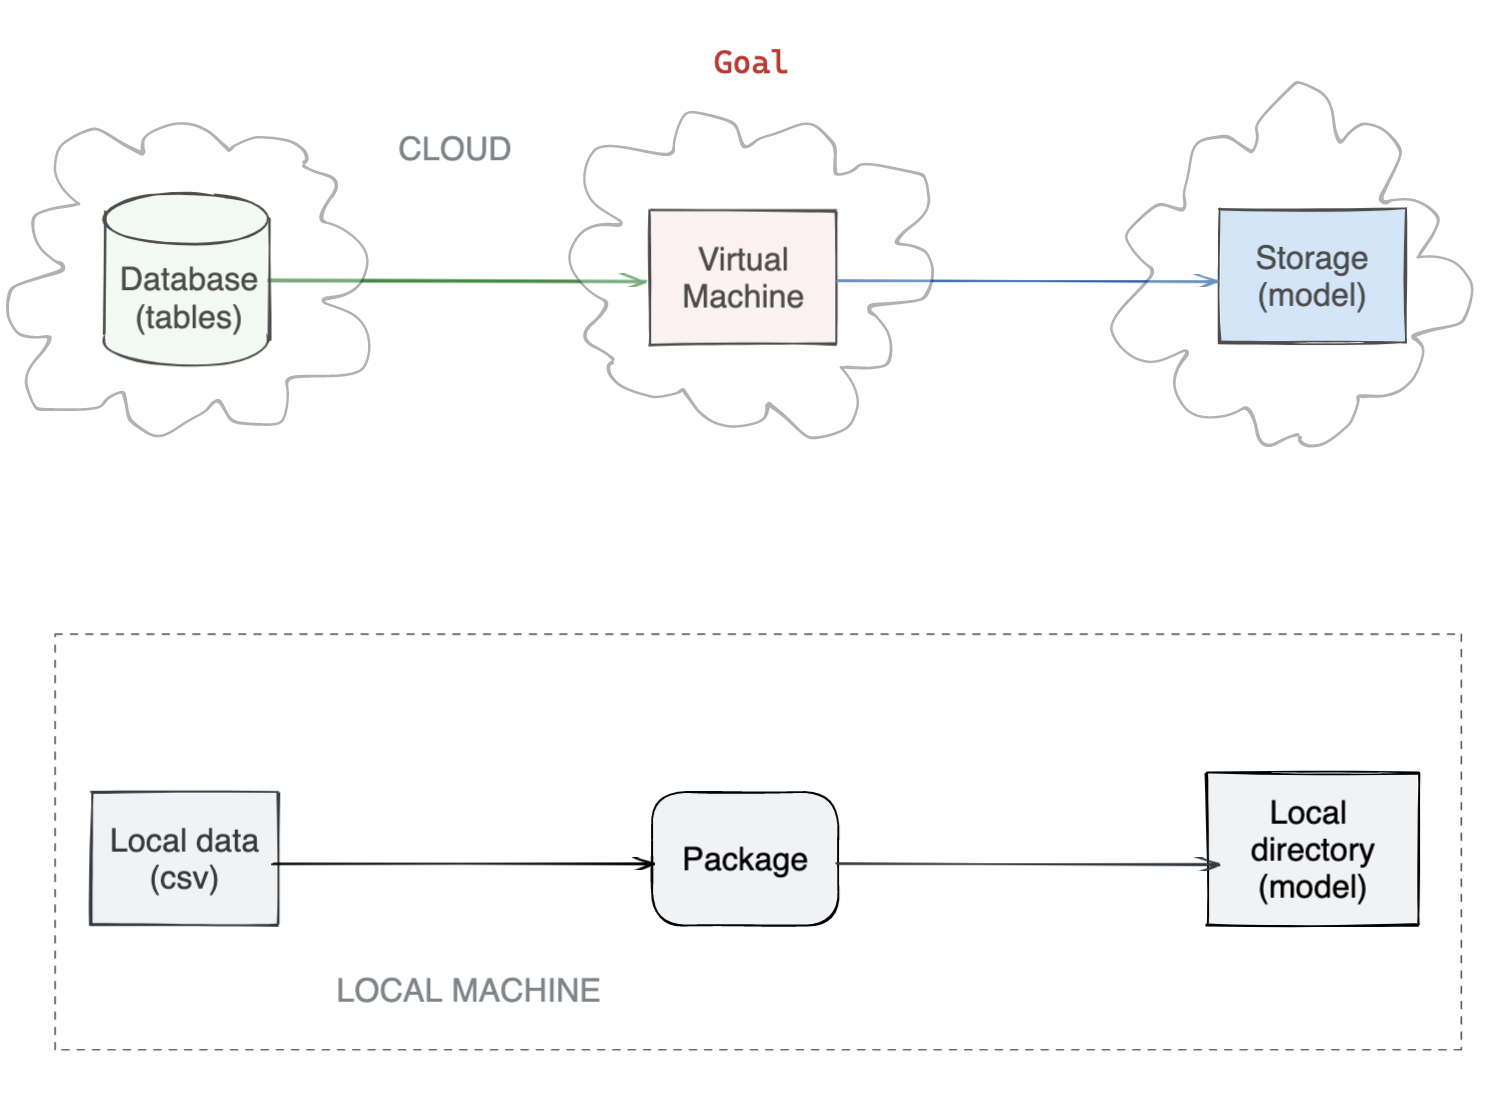 Goal
CLOUD
Database
(tables)
Virtual
Machine
Storage
(model)
Local data
(csv)
Package
Local
directory
(model)
LOCAL MACHINE